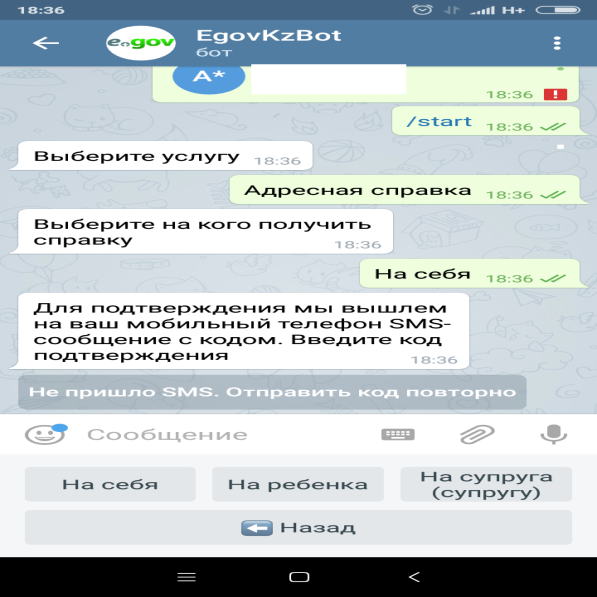 18:36
H+
e.gov
EgovKzBot
бот
A*
18:36
/start
18:36
Выберите услугу
18:36
Адресная справка
18:36
Выберите на кого получить
справку
18:36
На себя
18:36
Для подтверждения мы вышлем
на ваш мобильный телефон SMS-
сообщение с кодом. Введите код
подтверждения
18:36
Не пришло SMS. Отправить код повторно
Сообщение
На себя
На ребенка
На супруга
(супругу)
Назад